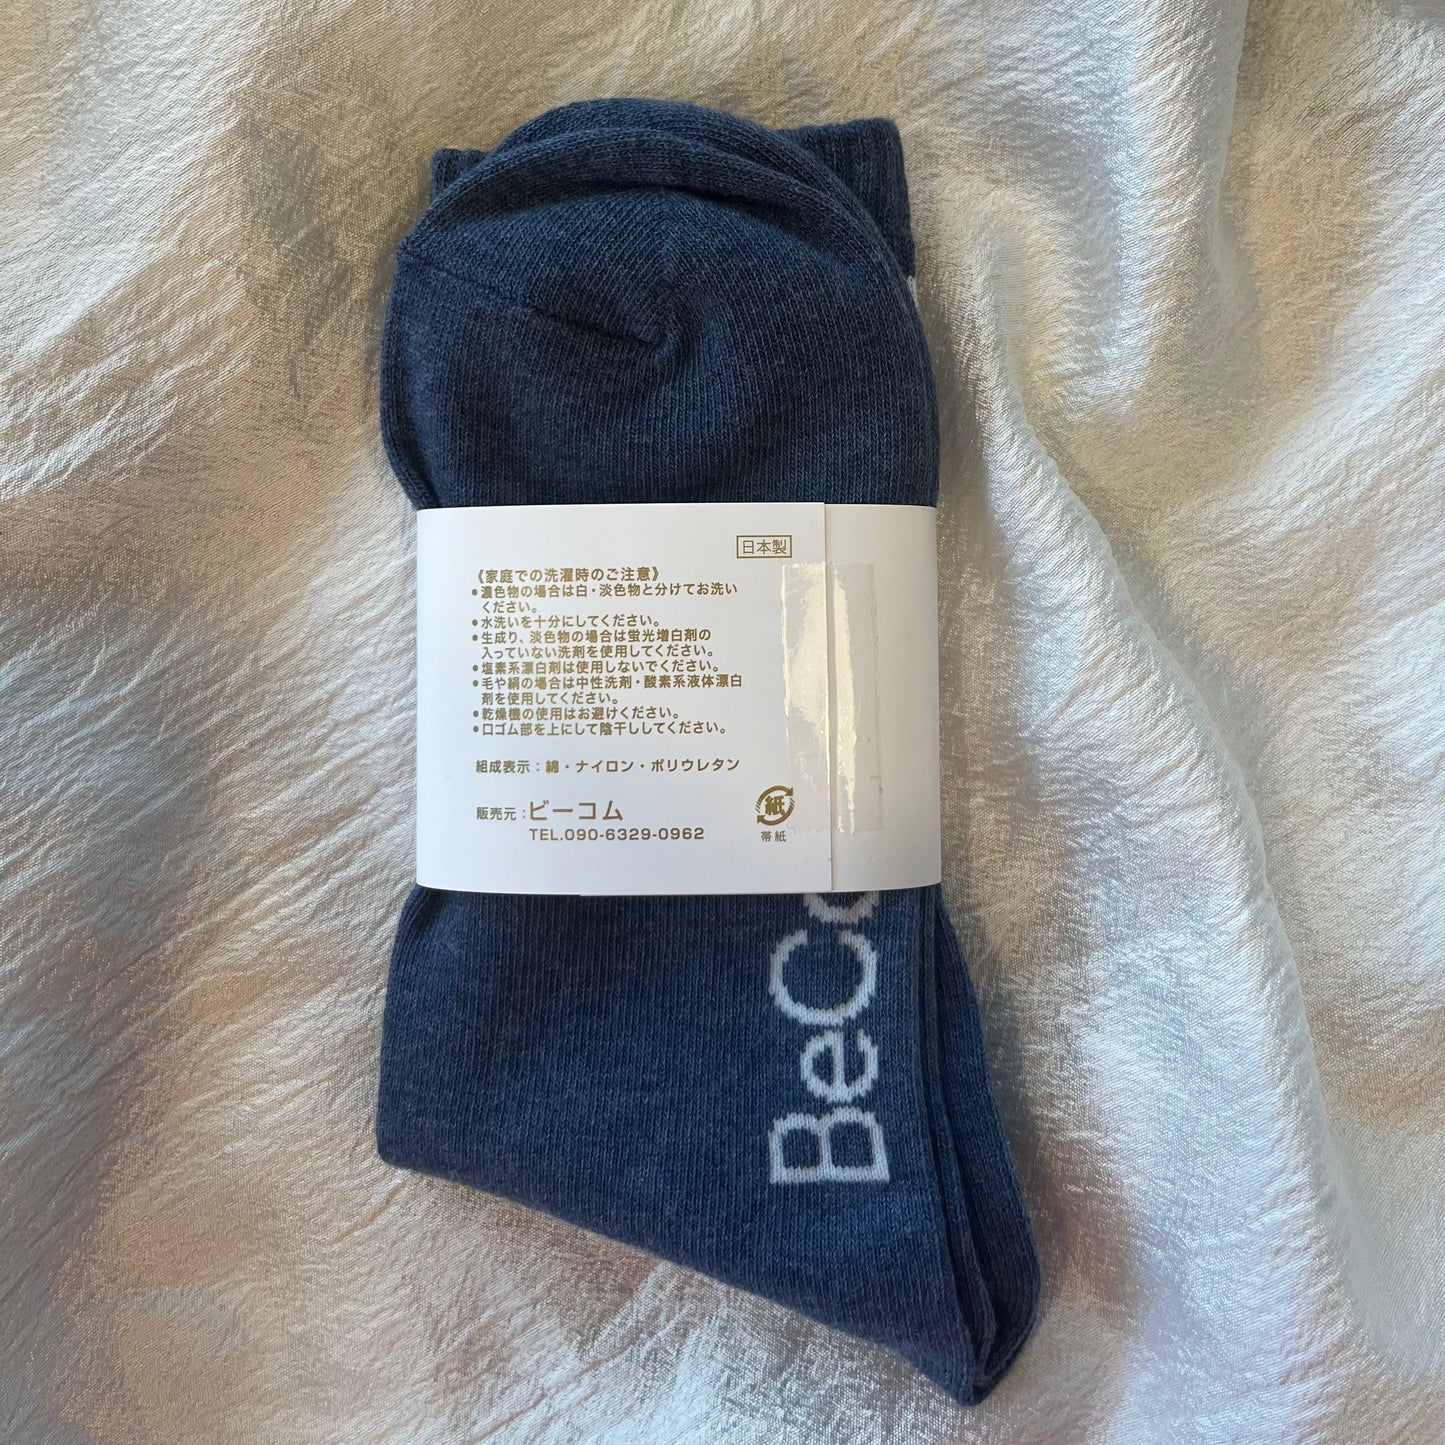 日本製
《家庭での洗濯時のご注意》
•濃色物の場合は白・淡色物と分けてお洗い
ください。
•水洗いを十分にしてください。
•生成り、淡色物の場合は蛍光増白剤の
入っていない洗剤を使用してください。
•塩素系漂白剤は使用しないでください。
•毛や絹の場合は中性洗剤・酸素系液体漂白
剤を使用してください。
•乾燥機の使用はお避けください。
•口ゴム部を上にして陰干ししてください。
組成表示：綿・ナイロン・ポリウレタン
販売元：ビーコム
TEL.090-6329-0962
紙
帯紙
BeCo